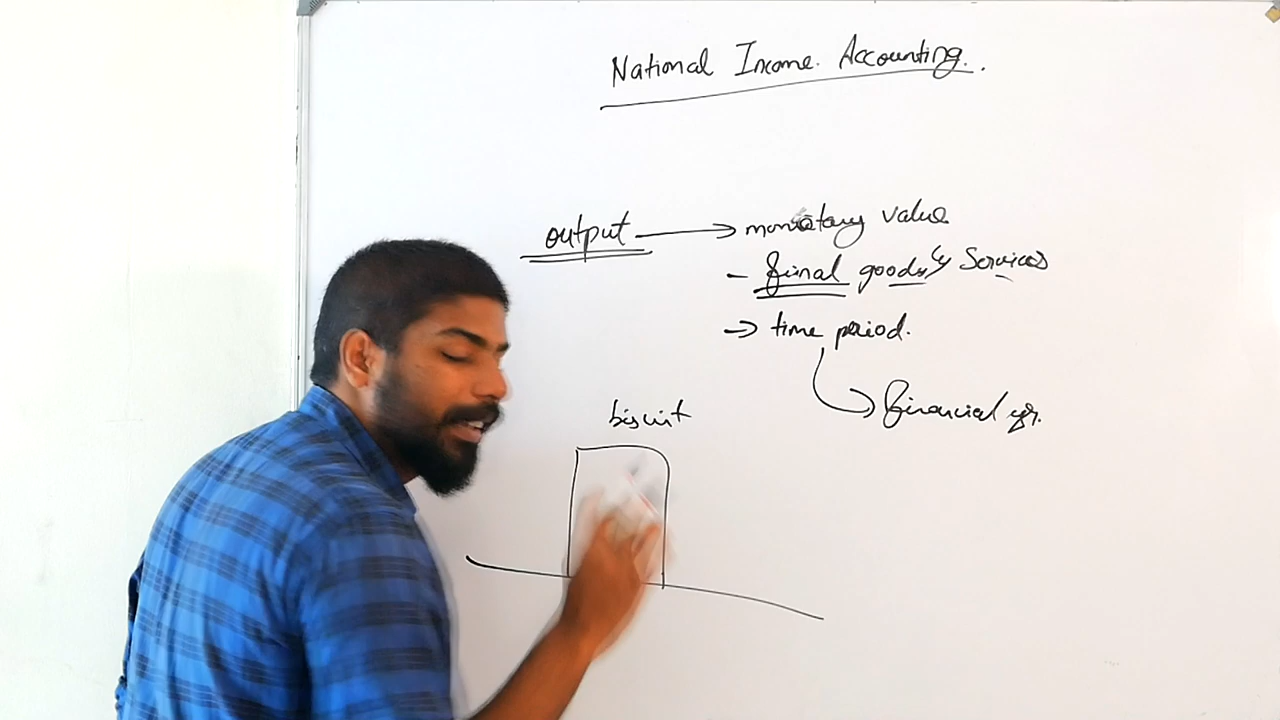 National Income. Accounting..
output → monetary value
- final goods & services
→ time period.
financial yr.
biscuit